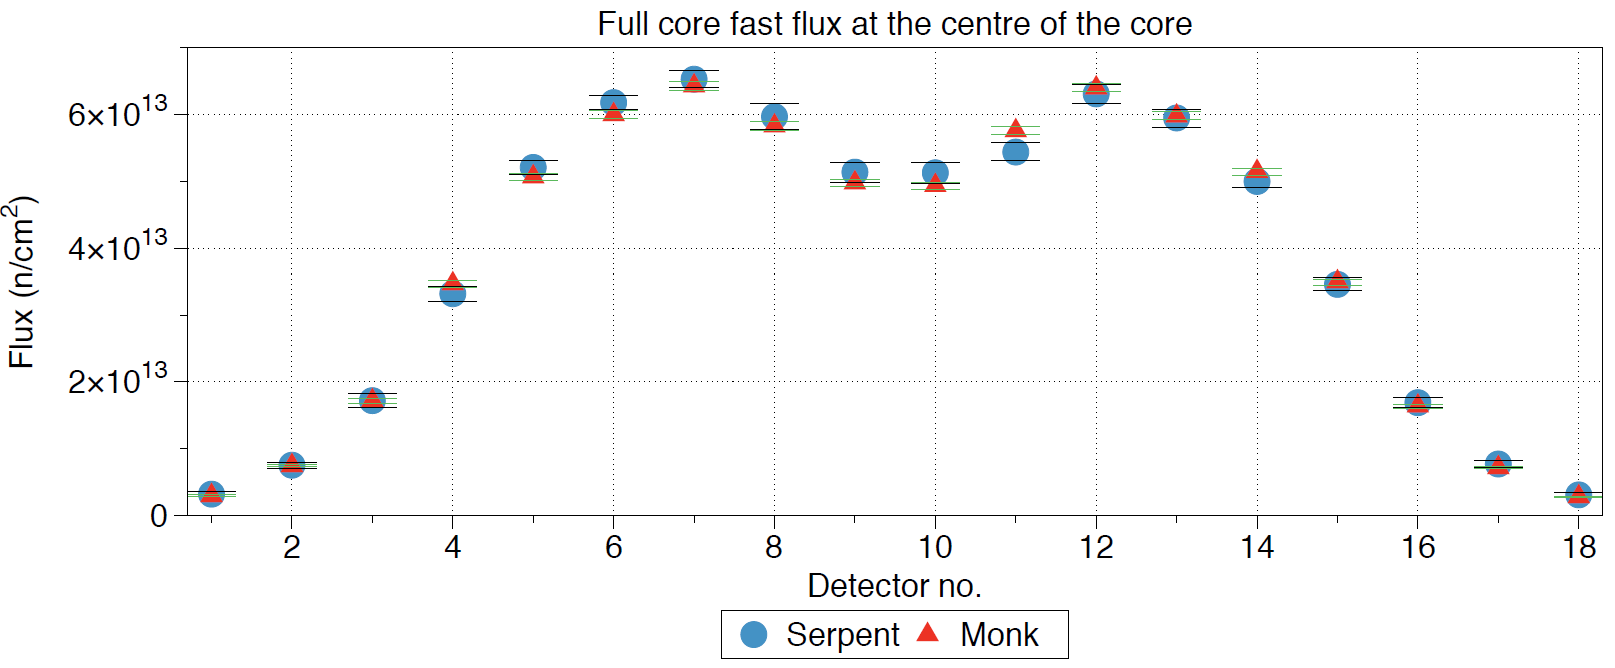 Full core fast flux at the centre of the core
Flux (n/cm²)
6×10¹³
4×10¹³
2×10¹³
0
2 4 6 8 10 12 14 16 18
Detector no.
Serpent Monk